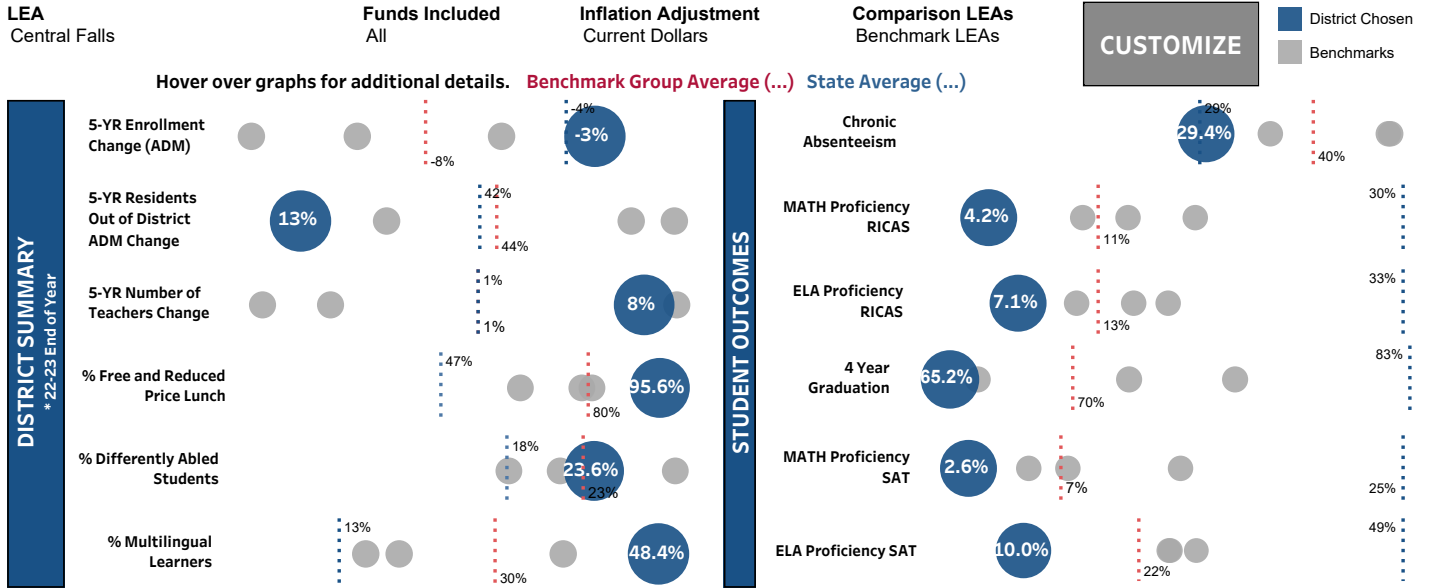 LEA
Central Falls
Funds Included
All
Inflation Adjustment
Current Dollars
Comparison LEAs
Benchmark LEAs
CUSTOMIZE
District Chosen
Benchmarks
Hover over graphs for additional details. Benchmark Group Average (...) State Average (...)
DISTRICT SUMMARY
* 22-23 End of Year
5-YR Enrollment
Change (ADM)
-8%
-4%
-3%
5-YR Residents
Out of District
ADM Change
13%
42%
44%
5-YR Number of
Teachers Change
1%
1%
8%
% Free and Reduced
Price Lunch
47%
80%
95.6%
% Differently Abled
Students
18%
23.6%
23%
% Multilingual
Learners
13%
30%
48.4%
STUDENT OUTCOMES
Chronic
Absenteeism
29%
29.4%
40%
MATH Proficiency
RICAS
4.2%
11%
30%
ELA Proficiency
RICAS
7.1%
13%
33%
4 Year
Graduation
65.2%
70%
83%
MATH Proficiency
SAT
2.6%
7%
25%
ELA Proficiency SAT
10.0%
22%
49%